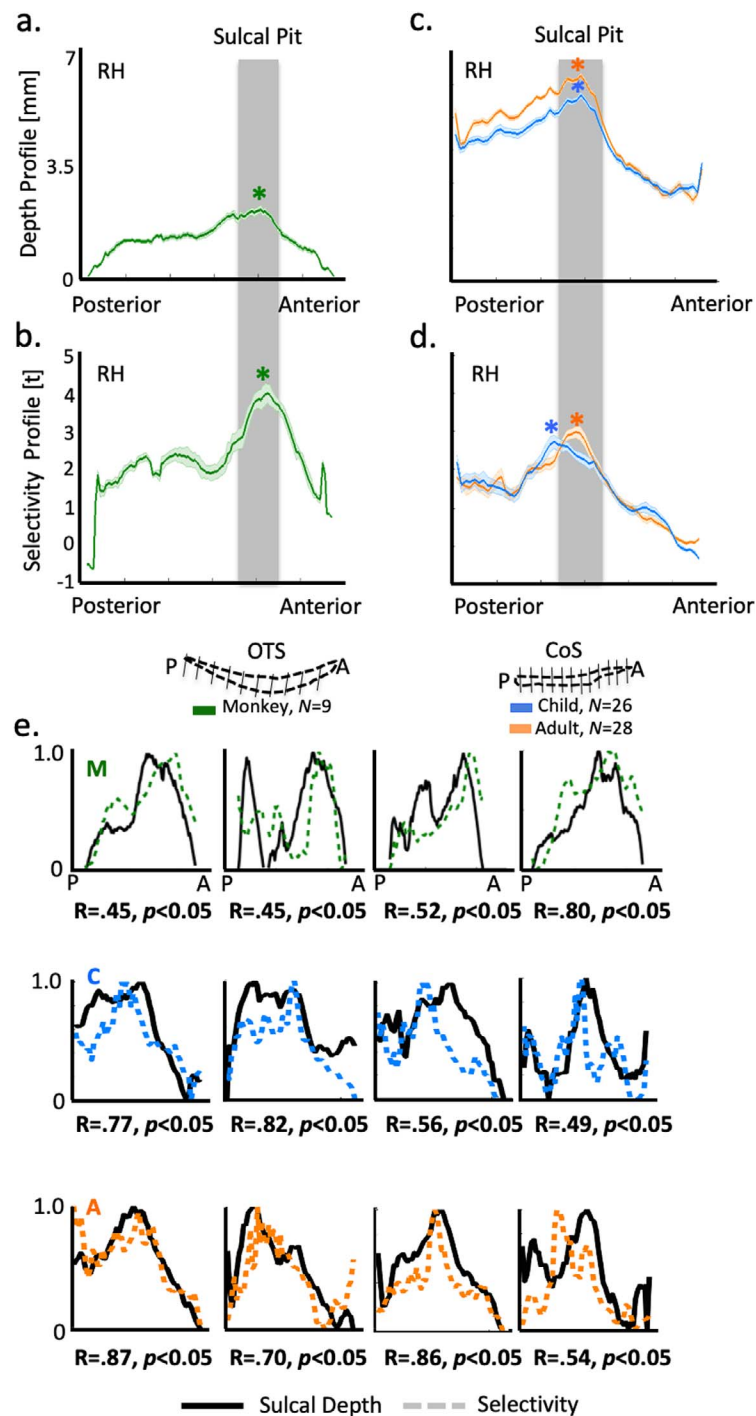 a.
c.
Sulcal Pit
Sulcal Pit
7
RH
RH
Depth Profile [mm]
3.5
0
Posterior
Anterior
Posterior
Anterior
b.
d.
5
RH
RH
4
3
2
1
0
-1
Selectivity Profile [t]
Posterior
Anterior
Posterior
Anterior
OTS
CoS
P
A
P
A
Monkey, N=9
Child, N=26
Adult, N=28
e.
1.0
M
0
P
A
P
A
P
A
P
A
R=.45, p<0.05
R=.45, p<0.05
R=.52, p<0.05
R=.80, p<0.05
1.0
C
0
R=.77, p<0.05
R=.82, p<0.05
R=.56, p<0.05
R=.49, p<0.05
1.0
A
0
R=.87, p<0.05
R=.70, p<0.05
R=.86, p<0.05
R=.54, p<0.05
Sulcal Depth
Selectivity